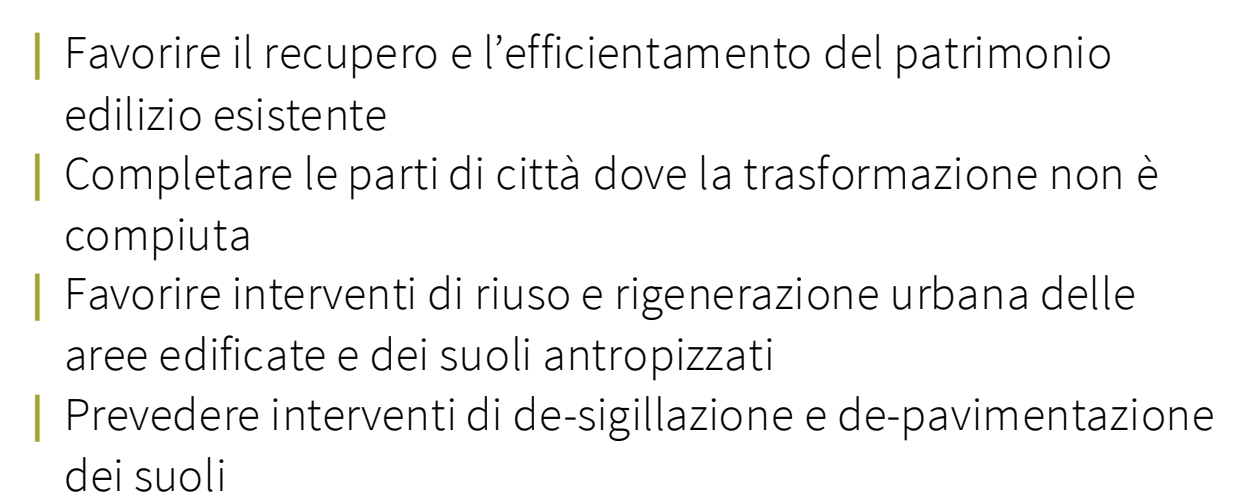 Favorire il recupero e l’efficientamento del patrimonio
edilizio esistente
Completare le parti di città dove la trasformazione non è
compiuta
Favorire interventi di riuso e rigenerazione urbana delle
aree edificate e dei suoli antropizzati
Prevedere interventi di de-sigillazione e de-pavimentazione
dei suoli